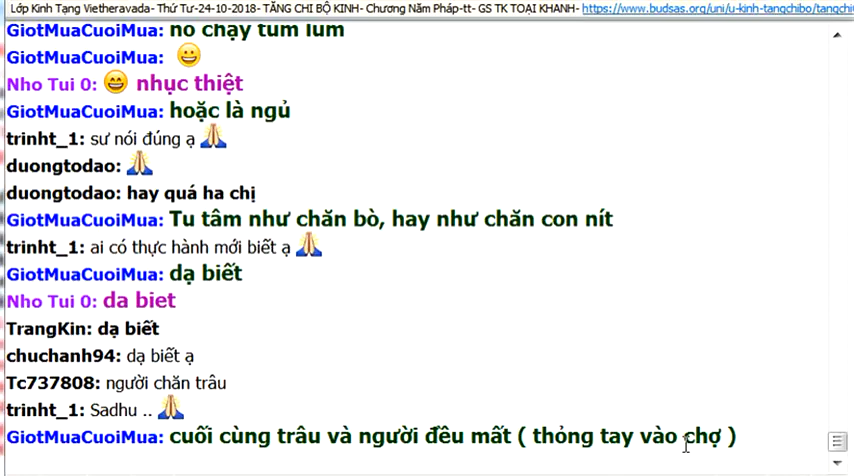 Lớp Kinh Tạng Vietheravada- Thứ Tư-24-10-2018- TĂNG CHI BỘ KINH- Chương Năm Pháp-tt- GS TK TOẠI KHANH- https://www.budsas.org/uni/u-kinh-tangchibo/tangchi
GiotMuaCuoiMua: nó chạy tùm lum
GiotMuaCuoiMua: 😀
Nho Tui 0: 😄 nhục thiệt
GiotMuaCuoiMua: hoặc là ngủ
trinht_1: sư nói đúng ạ 🙏
duongtodao: 🙏
duongtodao: hay quá ha chị
GiotMuaCuoiMua: Tu tâm như chăn bò, hay như chăn con nít
trinht_1: ai có thực hành mới biết ạ 🙏
GiotMuaCuoiMua: dạ biết
Nho Tui 0: da biet
TrangKin: dạ biết
chuchanh94: dạ biết ạ
Tc737808: người chăn trâu
trinht_1: Sadhu .. 🙏
GiotMuaCuoiMua: cuối cùng trâu và người đều mất ( thỏng tay vào chợ )